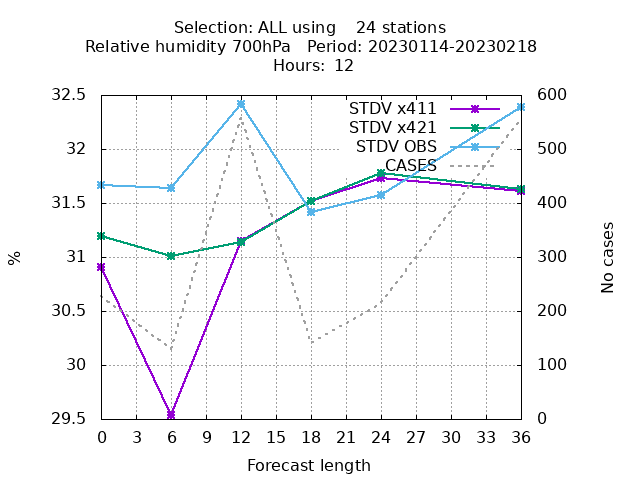 Selection: ALL using    24 stations
Relative humidity 700hPa   Period: 20230114-20230218
Hours:  12
STDV x411
STDV x421
STDV OBS
CASES
32.5
32
31.5
31
30.5
30
29.5
600
500
400
300
200
100
0
%
No cases
0 3 6 9 12 15 18 21 24 27 30 33 36
Forecast length